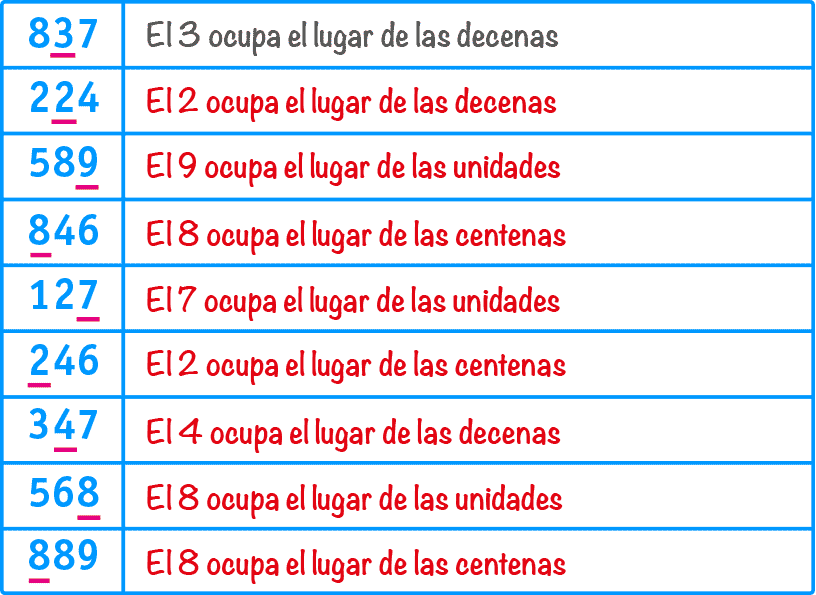 837 El 3 ocupa el lugar de las decenas
224 El 2 ocupa el lugar de las decenas
589 El 9 ocupa el lugar de las unidades
846 El 8 ocupa el lugar de las centenas
127 El 7 ocupa el lugar de las unidades
246 El 2 ocupa el lugar de las centenas
347 El 4 ocupa el lugar de las decenas
568 El 8 ocupa el lugar de las unidades
889 El 8 ocupa el lugar de las centenas